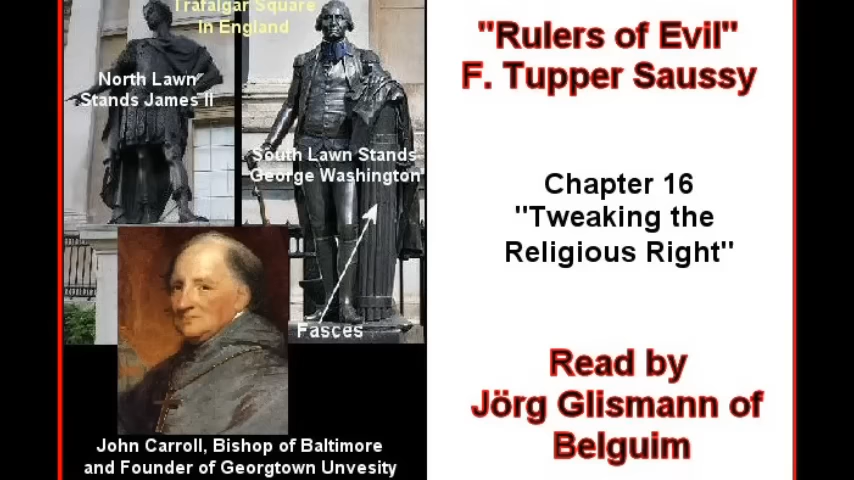 Trafalgar Square
In England
North Lawn
Stands James II
South Lawn Stands
George Washington
Fasces
John Carroll, Bishop of Baltimore
and Founder of Georgtown Unvesity
"Rulers of Evil"
F. Tupper Saussy
Chapter 16
"Tweaking the
Religious Right"
Read by
Jörg Glismann of
Belguim